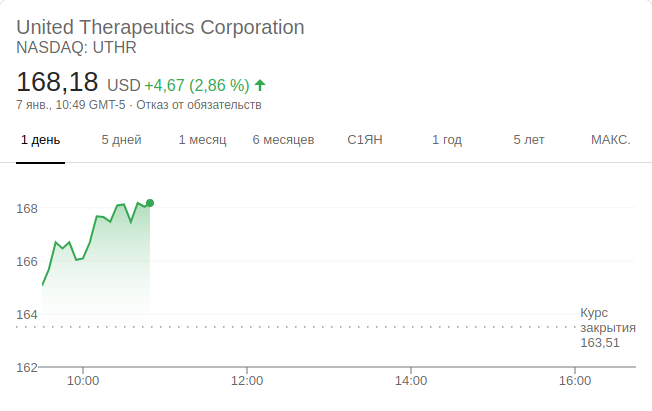 United Therapeutics Corporation
NASDAQ: UTHR
168,18 USD +4,67 (2,86 %)
7 янв., 10:49 GMT-5 · Отказ от обязательств
1 день 5 дней 1 месяц 6 месяцев С1ЯН 1 год 5 лет МАКС.
168
166
164
Курс
закрытия
163,51
162
10:00 12:00 14:00 16:00